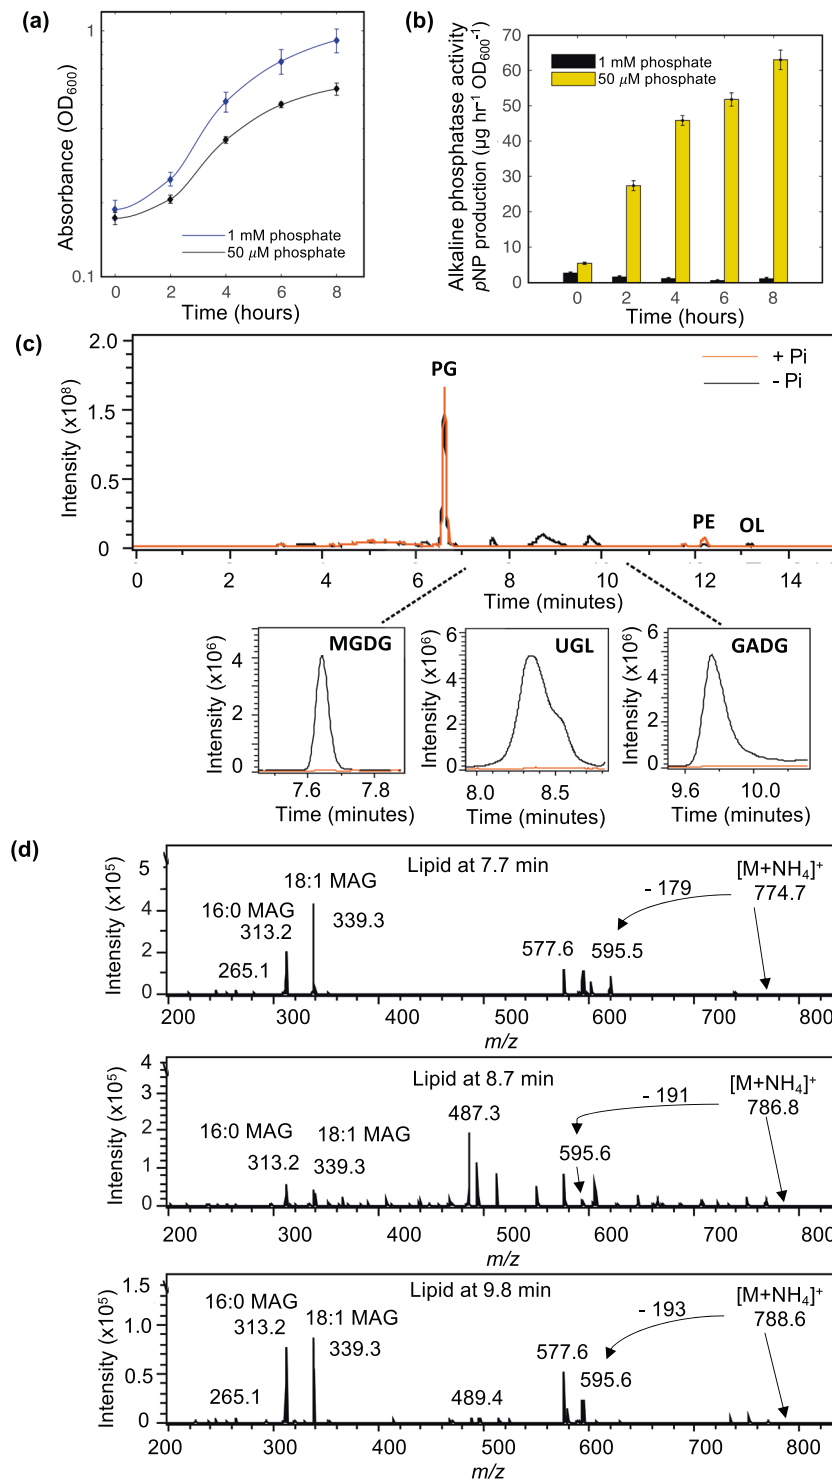 (a)
1
Absorbance (OD600)
0.1
1 mM phosphate
50 µM phosphate
0 2 4 6 8
Time (hours)
(b)
Alkaline phosphatase activity
pNP production (µg hr-1 OD600-1)
70
60
50
40
30
20
10
0
1 mM phosphate
50 µM phosphate
0 2 4 6 8
Time (hours)
(c)
Intensity (x10⁸)
2.0
1.5
0.5
0
PG
PE
OL
+ Pi
- Pi
0 2 4 6 8 10 12 14
Time (minutes)
MGDG
Intensity (x10⁶)
4
2
0
7.6 7.8
Time (minutes)
UGL
Intensity (x10⁶)
6
4
2
0
8.0 8.5
Time (minutes)
GADG
Intensity (x10⁶)
6
4
2
0
9.6 10.0
Time (minutes)
(d)
Lipid at 7.7 min
Intensity (x10⁵)
5
4
2
0
18:1 MAG
16:0 MAG
313.2
339.3
265.1
577.6
595.5
- 179
[M+NH₄]⁺
774.7
200 300 400 500 600 700 800
m/z
Lipid at 8.7 min
Intensity (x10⁵)
4
3
2
1
0
16:0 MAG
18:1 MAG
313.2
339.3
487.3
595.6
- 191
[M+NH₄]⁺
786.8
200 300 400 500 600 700 800
m/z
Lipid at 9.8 min
Intensity (x10⁵)
1.5
1.0
0.5
0
16:0 MAG
18:1 MAG
313.2
339.3
265.1
489.4
577.6
595.6
- 193
[M+NH₄]⁺
788.6
200 300 400 500 600 700 800
m/z